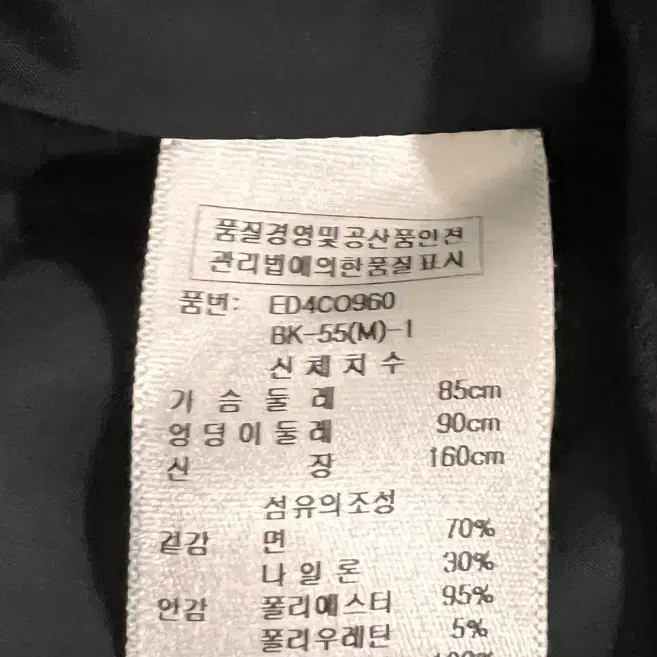 품질경영및공산품안전
관리법에의한품질표시
품번: ED4CO960
BK-55(M)-1
신체치수
가슴둘레 85cm
엉덩이둘레 90cm
신장 160cm
섬유의조성
겉감 면 70%
나일론 30%
안감 폴리에스터 95%
폴리우레탄 5%